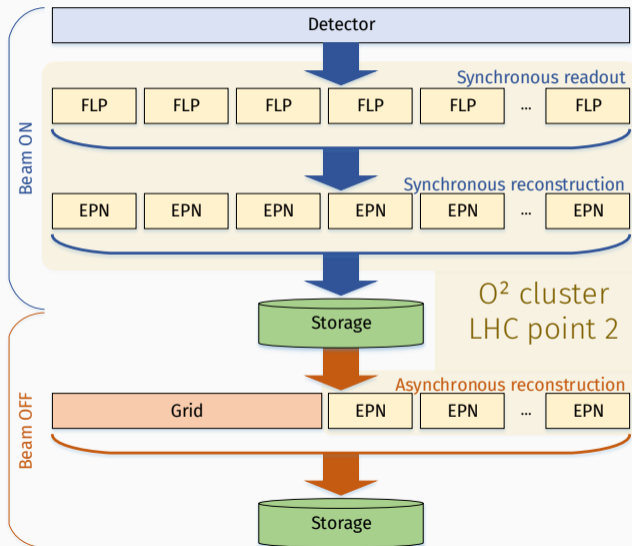 Detector
Synchronous readout
FLP FLP FLP FLP FLP ... FLP
Beam ON
Synchronous reconstruction
EPN EPN EPN EPN EPN ... EPN
O² cluster
LHC point 2
Storage
Asynchronous reconstruction
Beam OFF
Grid EPN EPN ... EPN
Storage